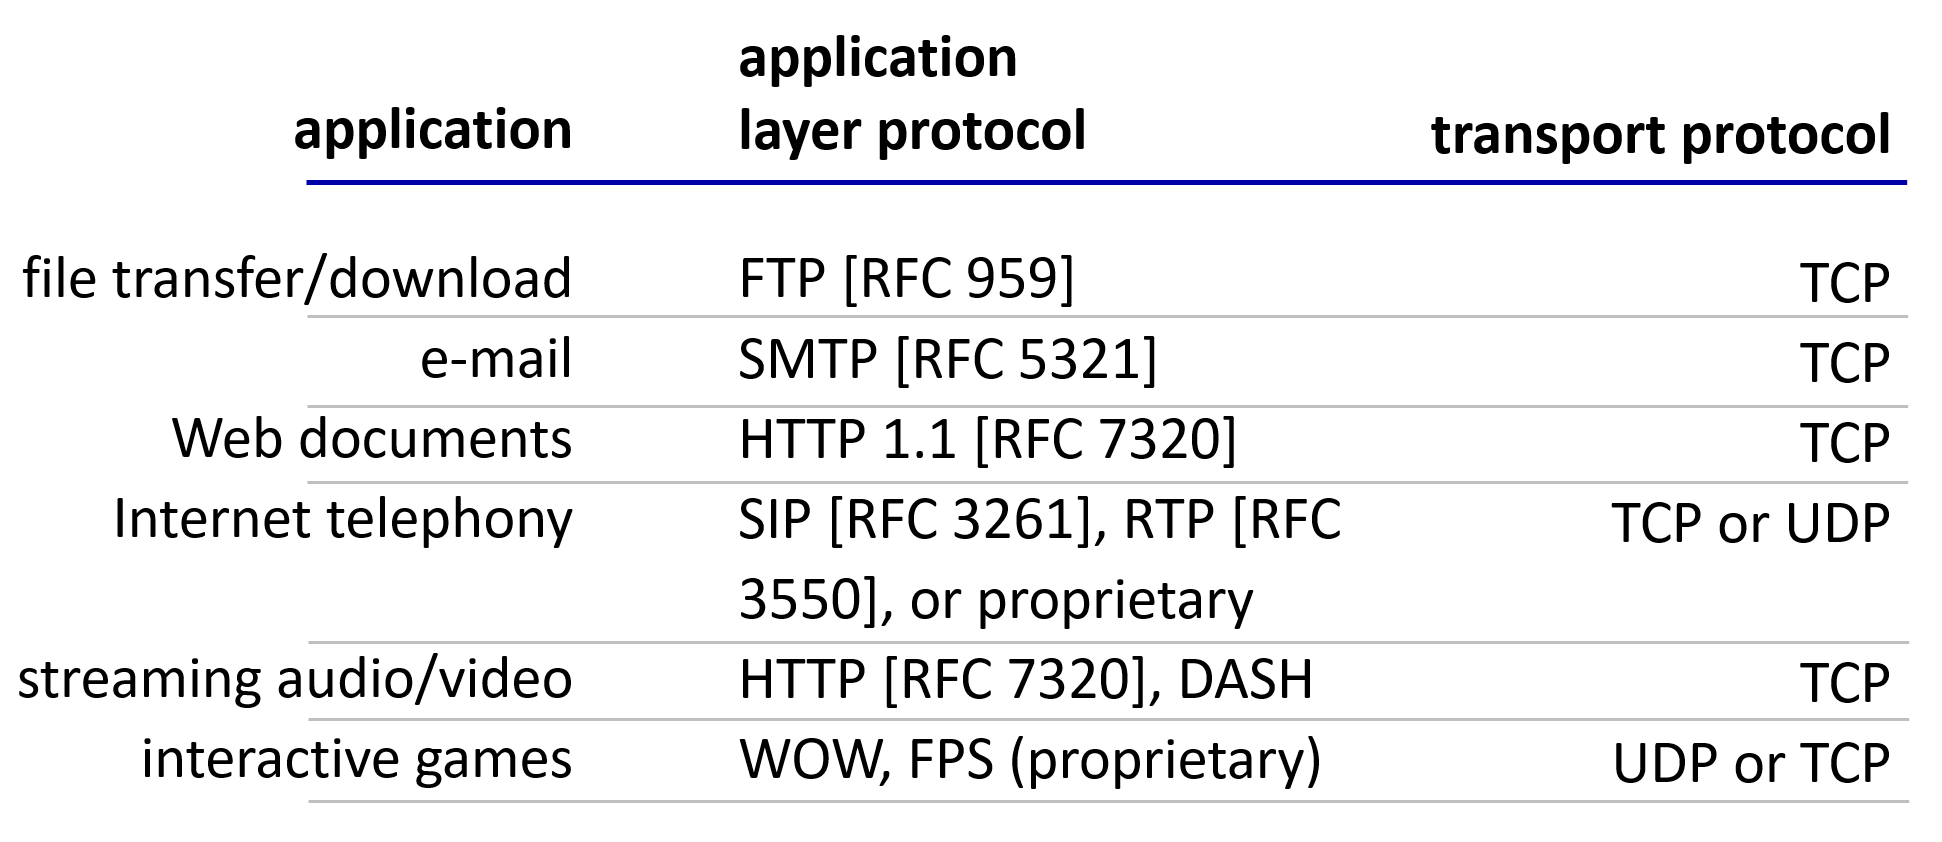 application
application
layer protocol
transport protocol
file transfer/download
FTP [RFC 959]
TCP
e-mail
SMTP [RFC 5321]
TCP
Web documents
HTTP 1.1 [RFC 7320]
TCP
Internet telephony
SIP [RFC 3261], RTP [RFC
3550], or proprietary
TCP or UDP
streaming audio/video
HTTP [RFC 7320], DASH
TCP
interactive games
WOW, FPS (proprietary)
UDP or TCP